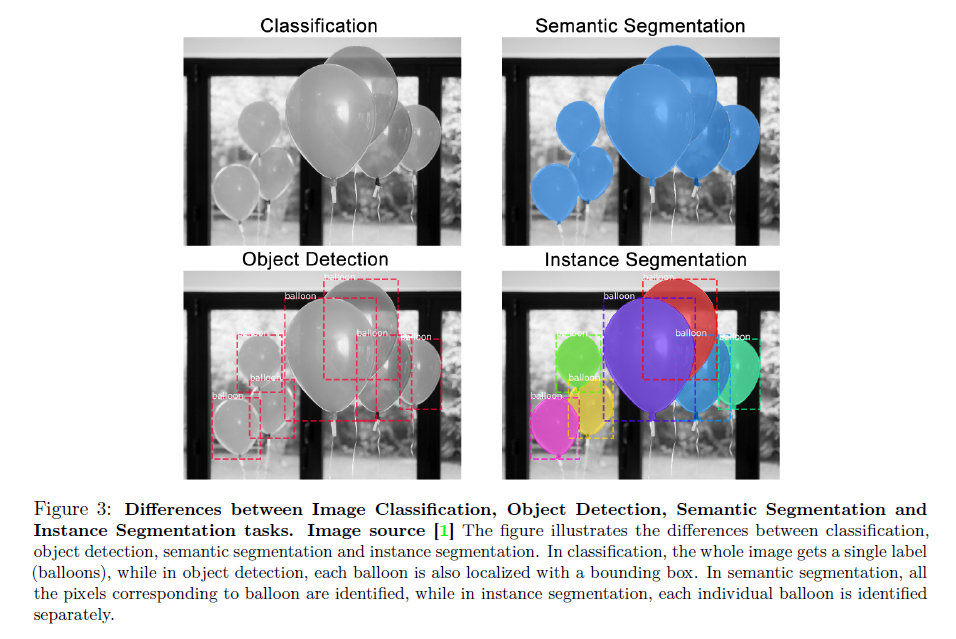 Classification
Semantic Segmentation
Object Detection
balloon
balloon
balloon
balloon
balloon
balloon
balloon
Instance Segmentation
balloon
balloon
balloon
balloon
balloon
balloon
balloon
Figure 3: Differences between Image Classification, Object Detection, Semantic Segmentation and
Instance Segmentation tasks. Image source [1] The figure illustrates the differences between classification,
object detection, semantic segmentation and instance segmentation. In classification, the whole image gets a single label
(balloons), while in object detection, each balloon is also localized with a bounding box. In semantic segmentation, all
the pixels corresponding to balloon are identified, while in instance segmentation, each individual balloon is identified
separately.